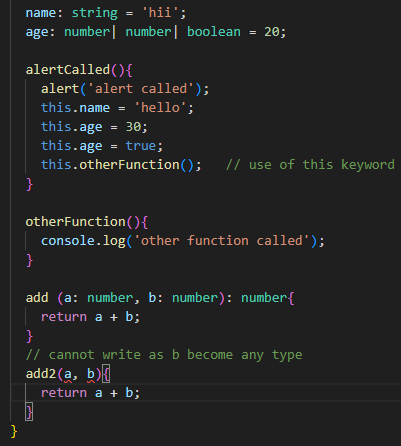 name: string = 'hii';
age: number| number| boolean = 20;
alertCalled(){
alert('alert called');
this.name = 'hello';
this.age = 30;
this.age = true;
this.otherFunction(); // use of this keyword
}
otherFunction(){
console.log('other function called');
}
add (a: number, b: number): number{
return a + b;
}
// cannot write as b become any type
add2(a, b){
return a + b;
}
}